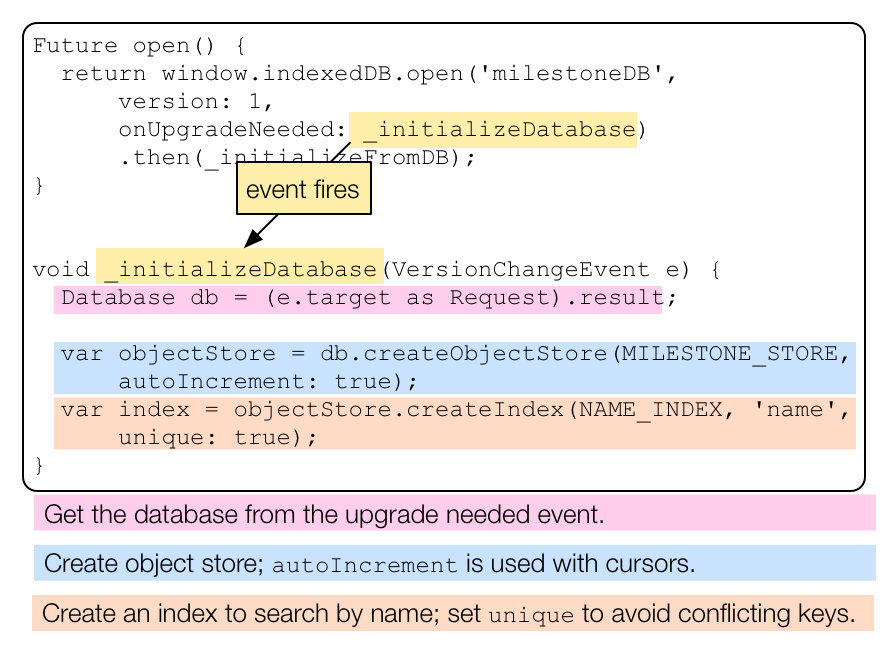 Future open() {
  return window.indexedDB.open('milestoneDB',
      version: 1,
      onUpgradeNeeded: _initializeDatabase)
      .then(_initializeFromDB);
}
event fires
void _initializeDatabase(VersionChangeEvent e) {
  Database db = (e.target as Request).result;
  var objectStore = db.createObjectStore(MILESTONE_STORE,
      autoIncrement: true);
  var index = objectStore.createIndex(NAME_INDEX, 'name',
      unique: true);
}
Get the database from the upgrade needed event.
Create object store; autoIncrement is used with cursors.
Create an index to search by name; set unique to avoid conflicting keys.